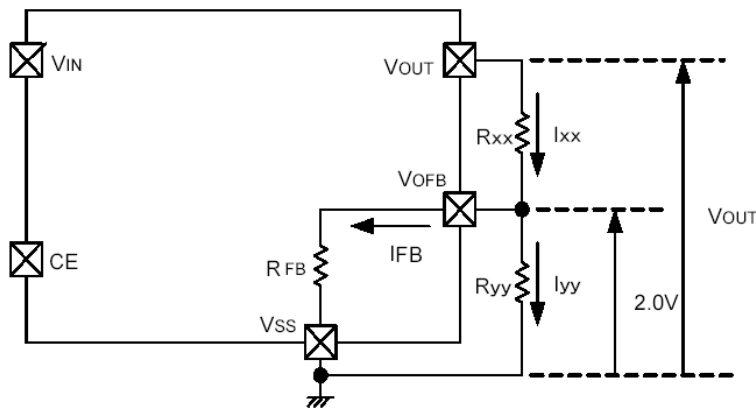 VIN
VOUT
Rxx
Ixx
VOFB
VOUT
CE
IFB
RFB
Ryy
Iyy
2.0V
VSS